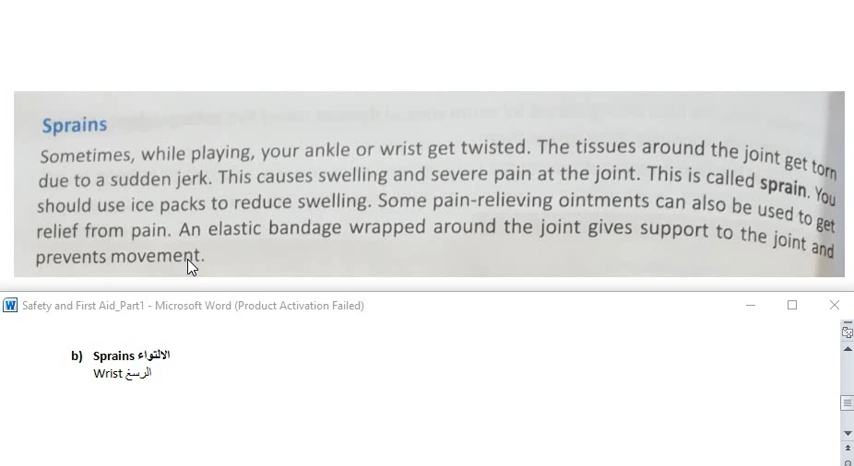 Sprains
Sometimes, while playing, your ankle or wrist get twisted. The tissues around the joint get torn
due to a sudden jerk. This causes swelling and severe pain at the joint. This is called sprain. You
should use ice packs to reduce swelling. Some pain-relieving ointments can also be used to get
relief from pain. An elastic bandage wrapped around the joint gives support to the joint and
prevents movement.
Safety and First Aid_Part1 - Microsoft Word (Product Activation Failed)
b) Sprains الالتواء
Wrist الرسغ